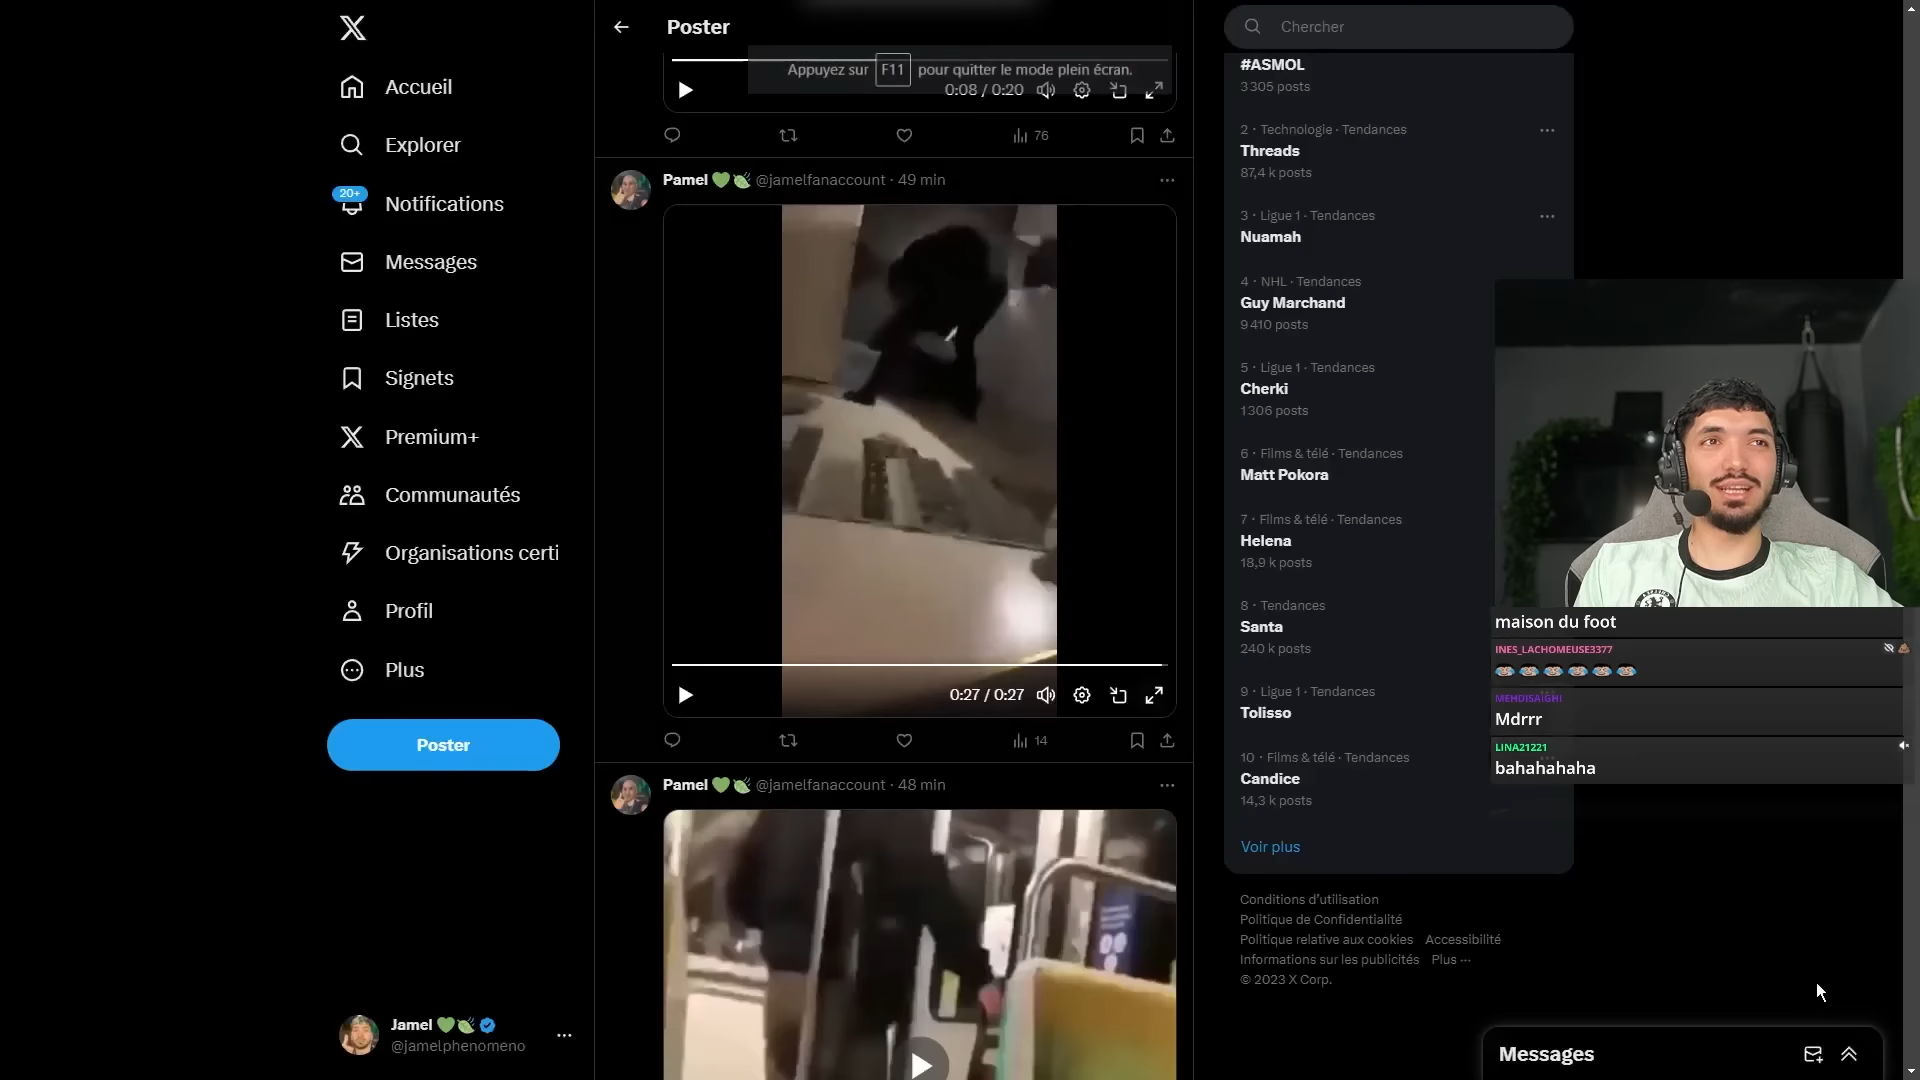 Accueil
Explorer
20+
Notifications
Messages
Listes
Signets
Premium+
Communautés
Organisations certi
Profil
Plus
Poster
Jamel
@jamelphenomeno
Poster
Appuyez sur F11 pour quitter le mode plein écran.
0:08 / 0:20
76
Pamel @jamelfanaccount · 49 min
0:27 / 0:27
14
Pamel @jamelfanaccount · 48 min
Chercher
#ASMOL
3 305 posts
2 · Technologie · Tendances
Threads
87,4 k posts
3 · Ligue 1 · Tendances
Nuamah
4 · NHL · Tendances
Guy Marchand
9 410 posts
5 · Ligue 1 · Tendances
Cherki
1 306 posts
6 · Films & télé · Tendances
Matt Pokora
7 · Films & télé · Tendances
Helena
18,9 k posts
8 · Tendances
Santa
240 k posts
9 · Ligue 1 · Tendances
Tolisso
10 · Films & télé · Tendances
Candice
14,3 k posts
Voir plus
Conditions d’utilisation
Politique de Confidentialité
Politique relative aux cookies Accessibilité
Informations sur les publicités Plus ···
© 2023 X Corp.
maison du foot
INES_LACHOMEUSE3377
MEHDISAIGHI
Mdrrr
LINA21221
bahahahaha
Messages